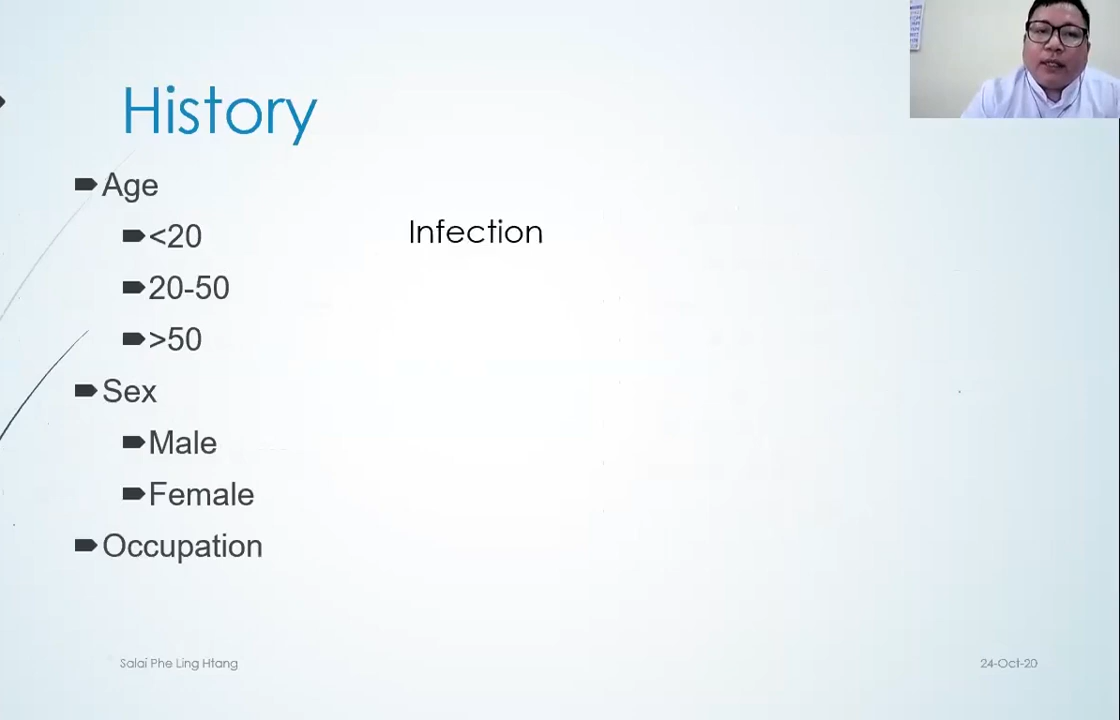 History
Age
<20
Infection
20-50
>50
Sex
Male
Female
Occupation
Salai Phe Ling Htang
24-Oct-20